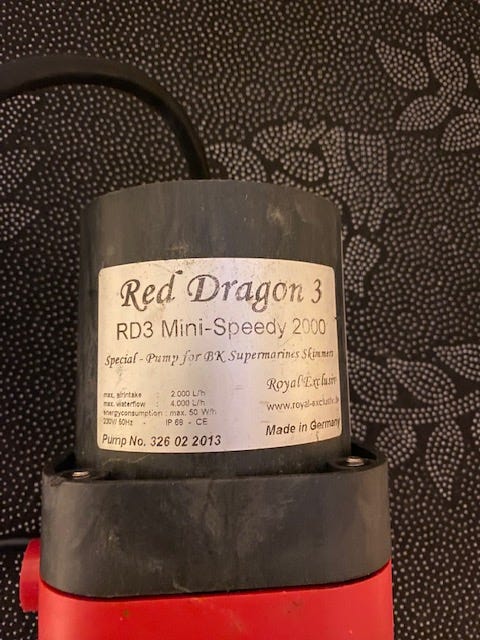 Red Dragon 3
RD3 Mini-Speedy 2000
Special - Pump for BK Supermarines Skimmers
Royal Exclusiv
max. airintake : 2.000 L/h
max. waterflow : 4.000 L/h
www.royal-exclusiv.de
energyconsumption : max. 50 W/h
230V/ 50Hz - IP 68 - CE
Made in Germany
Pump No. 326 02 2013